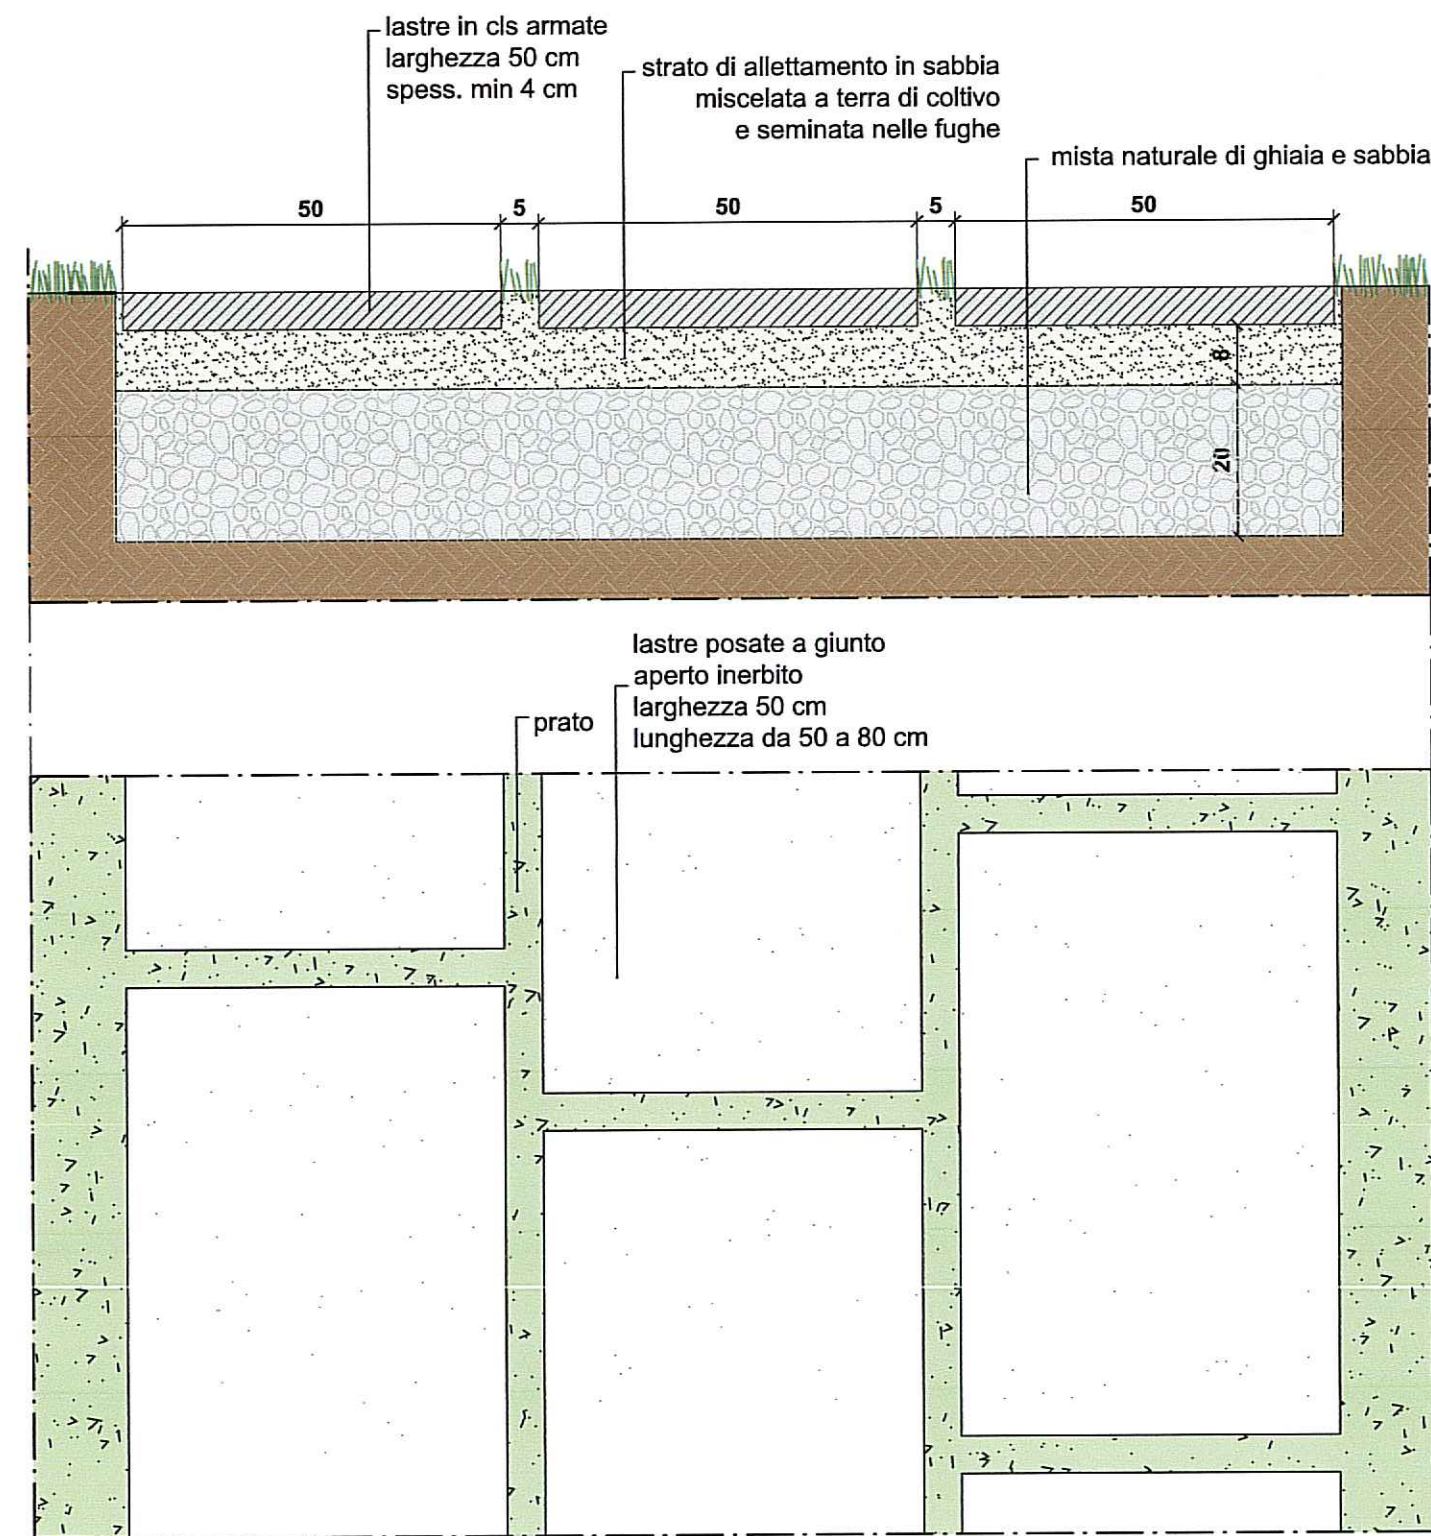 lastre in cls armate
larghezza 50 cm
spess. min 4 cm
strato di allettamento in sabbia
miscelata a terra di coltivo
e seminata nelle fughe
mista naturale di ghiaia e sabbia
50
5
50
5
50
8
20
lastre posate a giunto
aperto inerbito
larghezza 50 cm
lunghezza da 50 a 80 cm
prato